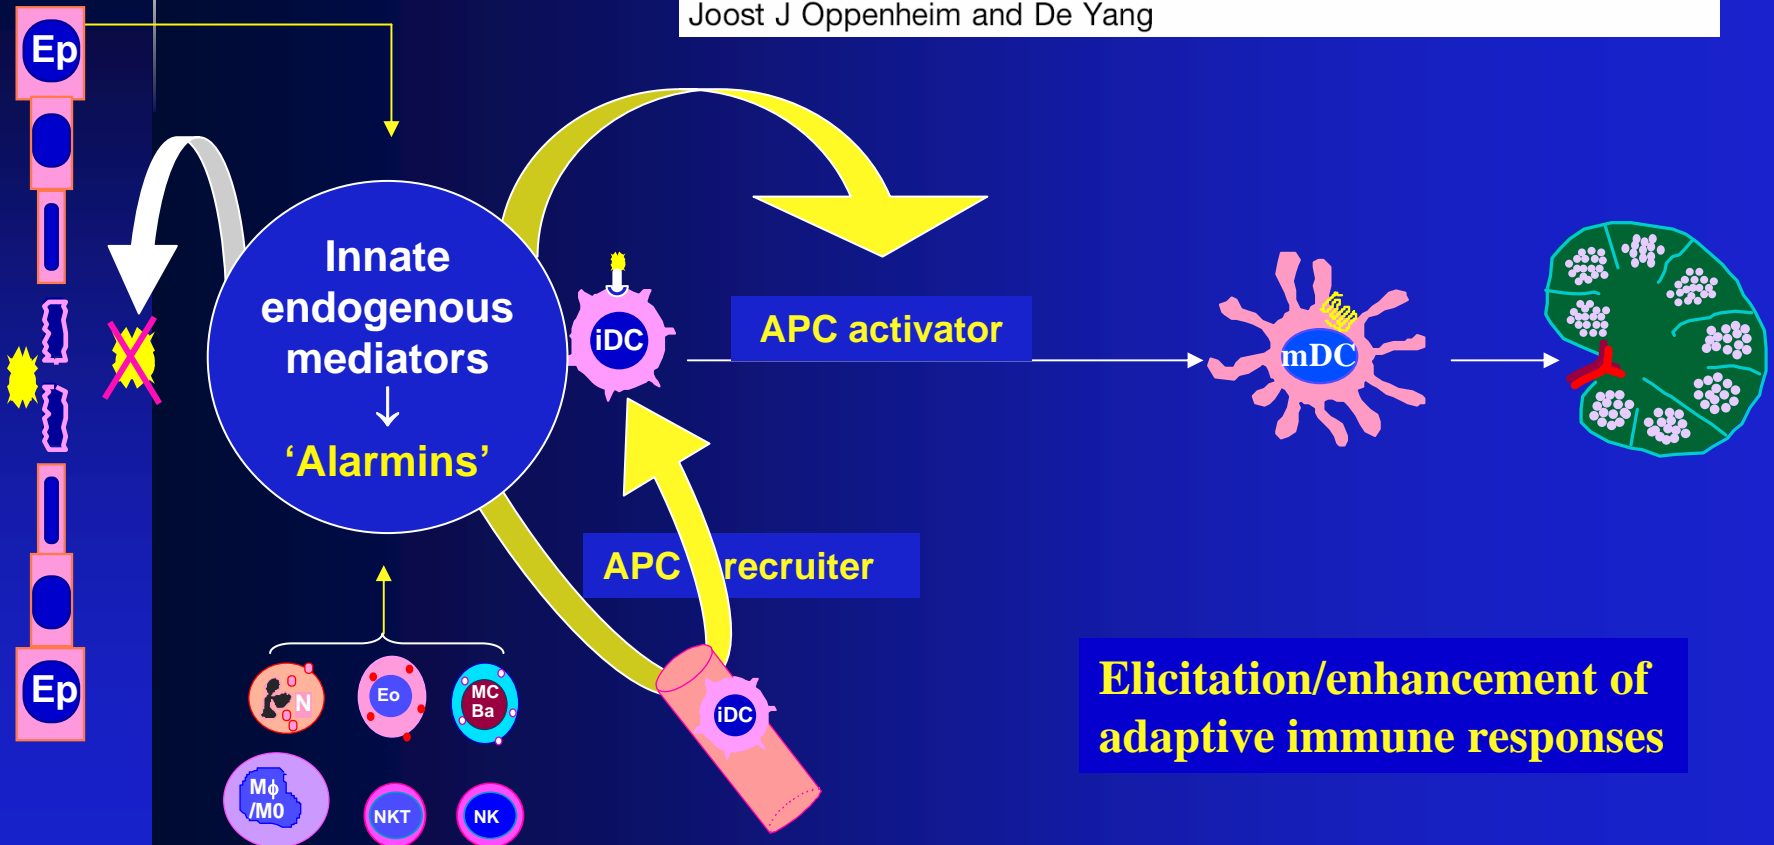 Joost J Oppenheim and De Yang
Ep
Innate
endogenous
mediators
↓
‘Alarmins’
iDC
APC activator
mDC
APC recruiter
Ep
N
Eo
MC
Ba
iDC
Mϕ
/M0
NKT
NK
Elicitation/enhancement of
adaptive immune responses